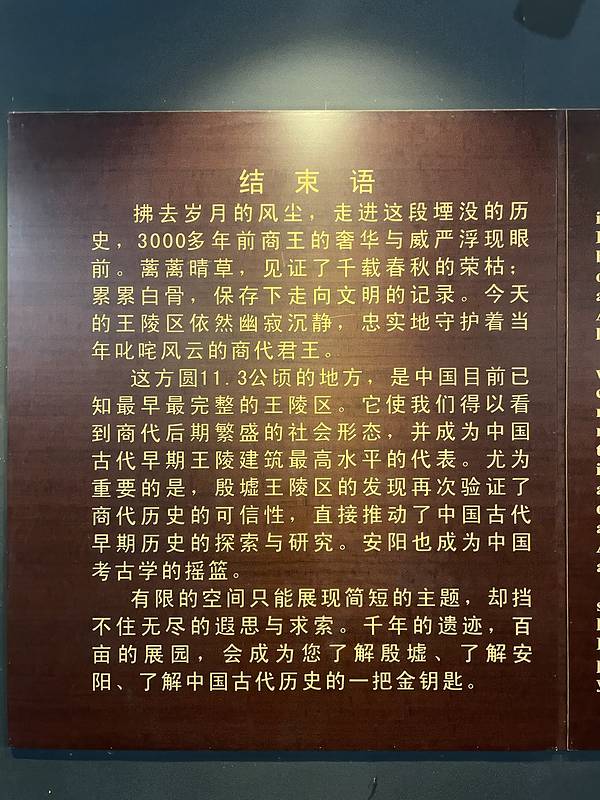 结束语
拂去岁月的风尘，走进这段堙没的历
史，3000多年前商王的奢华与威严浮现眼
前。蓠蓠晴草，见证了千载春秋的荣枯；
累累白骨，保存下走向文明的记录。今天
的王陵区依然幽寂沉静，忠实地守护着当
年叱咤风云的商代君王。
这方圆11.3公顷的地方，是中国目前已
知最早最完整的王陵区。它使我们得以看
到商代后期繁盛的社会形态，并成为中国
古代早期王陵建筑最高水平的代表。尤为
重要的是，殷墟王陵区的发现再次验证了
商代历史的可信性，直接推动了中国古代
早期历史的探索与研究。安阳也成为中国
考古学的摇篮。
有限的空间只能展现简短的主题，却挡
不住无尽的遐思与求索。千年的遗迹，百
亩的展园，会成为您了解殷墟、了解安
阳、了解中国古代历史的一把金钥匙。